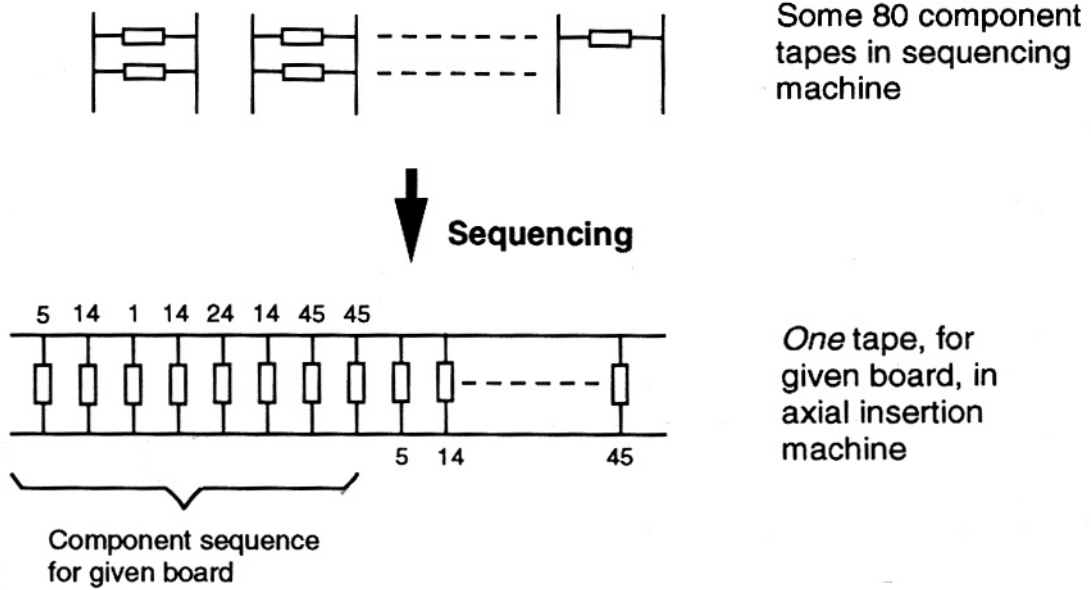 Some 80 component
tapes in sequencing
machine
Sequencing
5 14 1 14 24 14 45 45
One tape, for
given board, in
axial insertion
machine
5 14 45
Component sequence
for given board